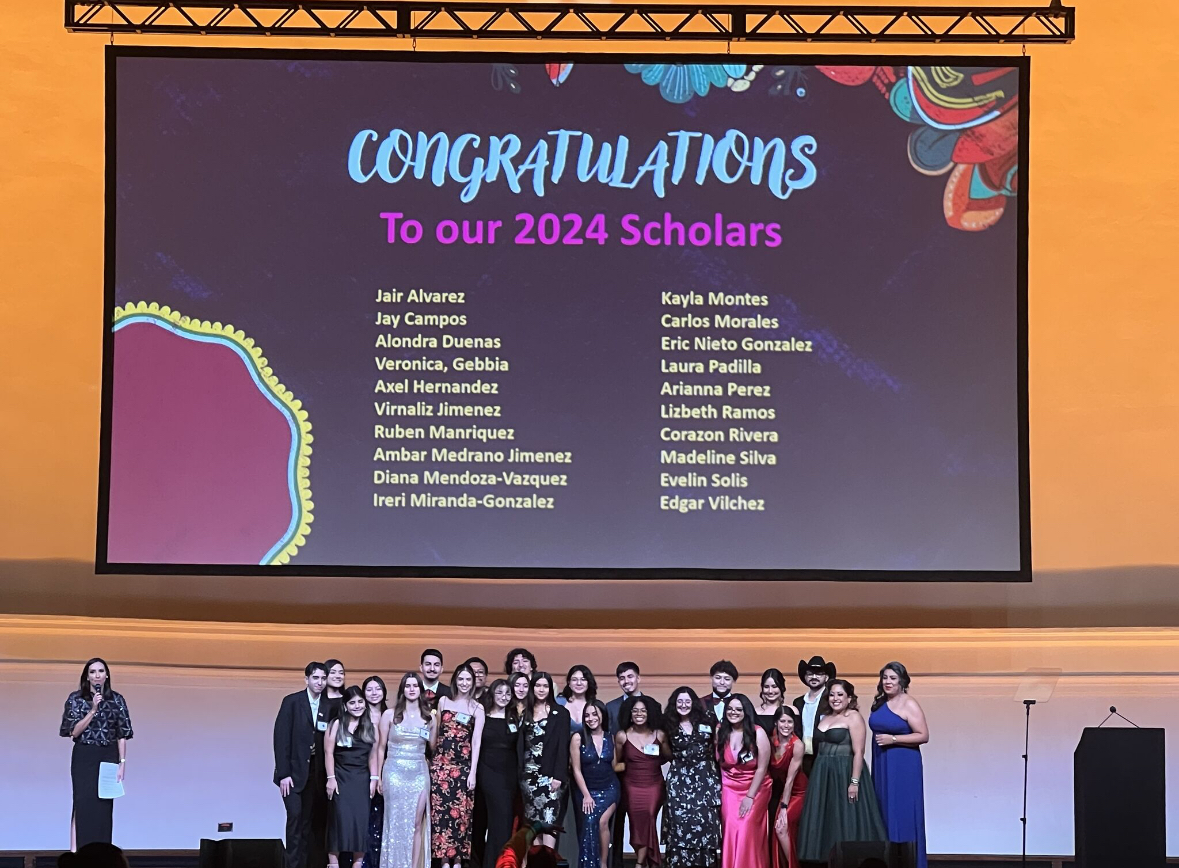 CONGRATULATIONS
To our 2024 Scholars
Jair Alvarez
Jay Campos
Alondra Duenas
Veronica, Gebbia
Axel Hernandez
Virnaliz Jimenez
Ruben Manriquez
Ambar Medrano Jimenez
Diana Mendoza-Vazquez
Ireri Miranda-Gonzalez
Kayla Montes
Carlos Morales
Eric Nieto Gonzalez
Laura Padilla
Arianna Perez
Lizbeth Ramos
Corazon Rivera
Madeline Silva
Evelin Solis
Edgar Vilchez